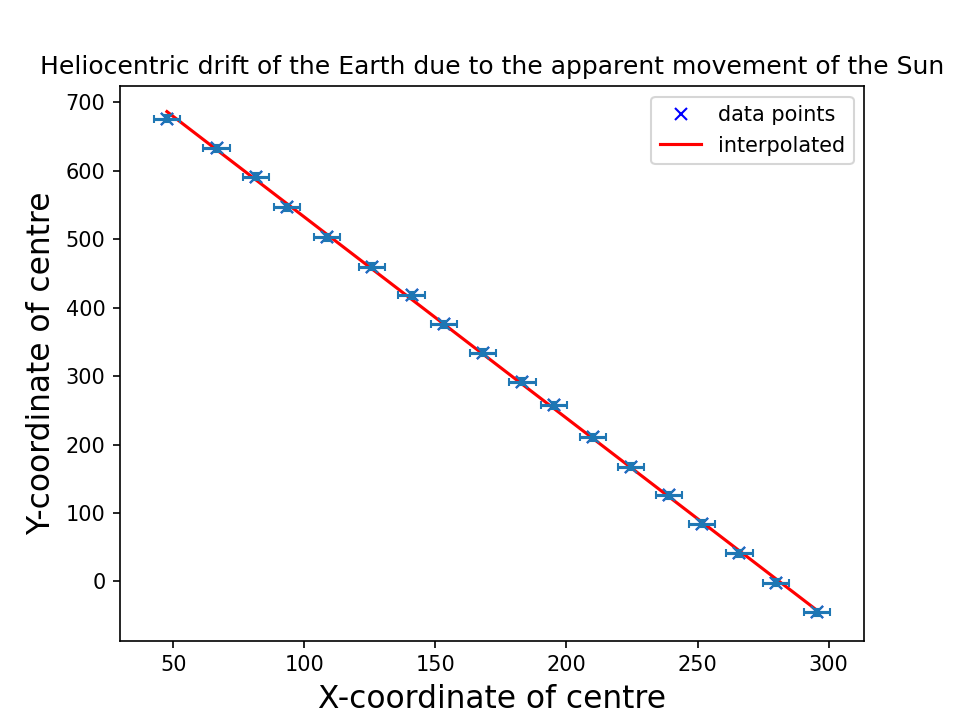 Heliocentric drift of the Earth due to the apparent movement of the Sun
data points
interpolated
Y-coordinate of centre
700
600
500
400
300
200
100
0
50 100 150 200 250 300
X-coordinate of centre